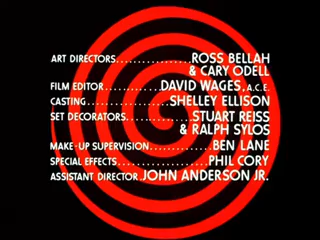 ART DIRECTORS................ROSS BELLAH
& CARY ODELL
FILM EDITOR............DAVID WAGES, A.C.E.
CASTING..................SHELLEY ELLISON
SET DECORATORS..............STUART REISS
& RALPH SYLOS
MAKE-UP SUPERVISION.............BEN LANE
SPECIAL EFFECTS..................PHIL CORY
ASSISTANT DIRECTOR.JOHN ANDERSON JR.